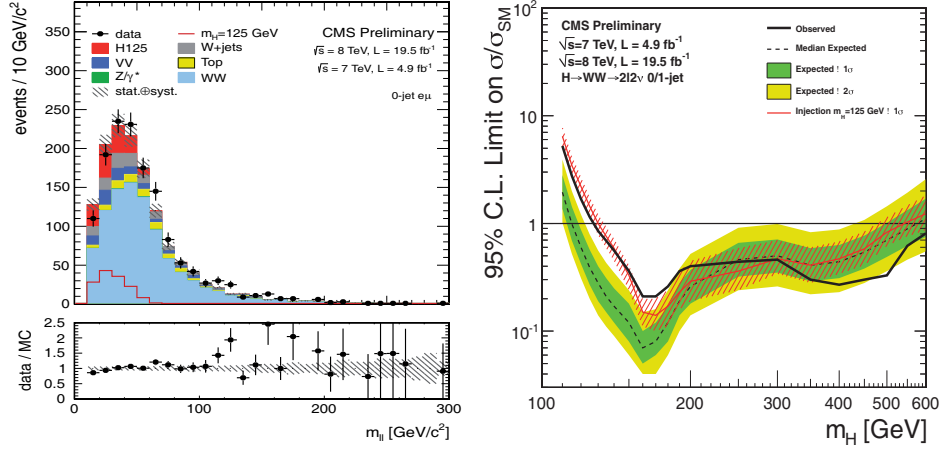 events / 10 GeV/c²
350
300
250
200
150
100
50
0
data
H125
VV
Z/γ*
stat.⊕syst.
m_H=125 GeV
W+jets
Top
WW
CMS Preliminary
√s = 8 TeV, L = 19.5 fb⁻¹
√s = 7 TeV, L = 4.9 fb⁻¹
0-jet eμ
data / MC
2.5
2
1.5
1
0.5
0
0
100
200
300
m_ll [GeV/c²]
95% C.L. Limit on σ/σ_SM
10²
10
1
10⁻¹
CMS Preliminary
√s=7 TeV, L = 4.9 fb⁻¹
√s=8 TeV, L = 19.5 fb⁻¹
H→WW→2l2ν 0/1-jet
Observed
Median Expected
Expected ! 1σ
Expected ! 2σ
Injection m_H=125 GeV ! 1σ
100
200
300
400
500
600
m_H [GeV]